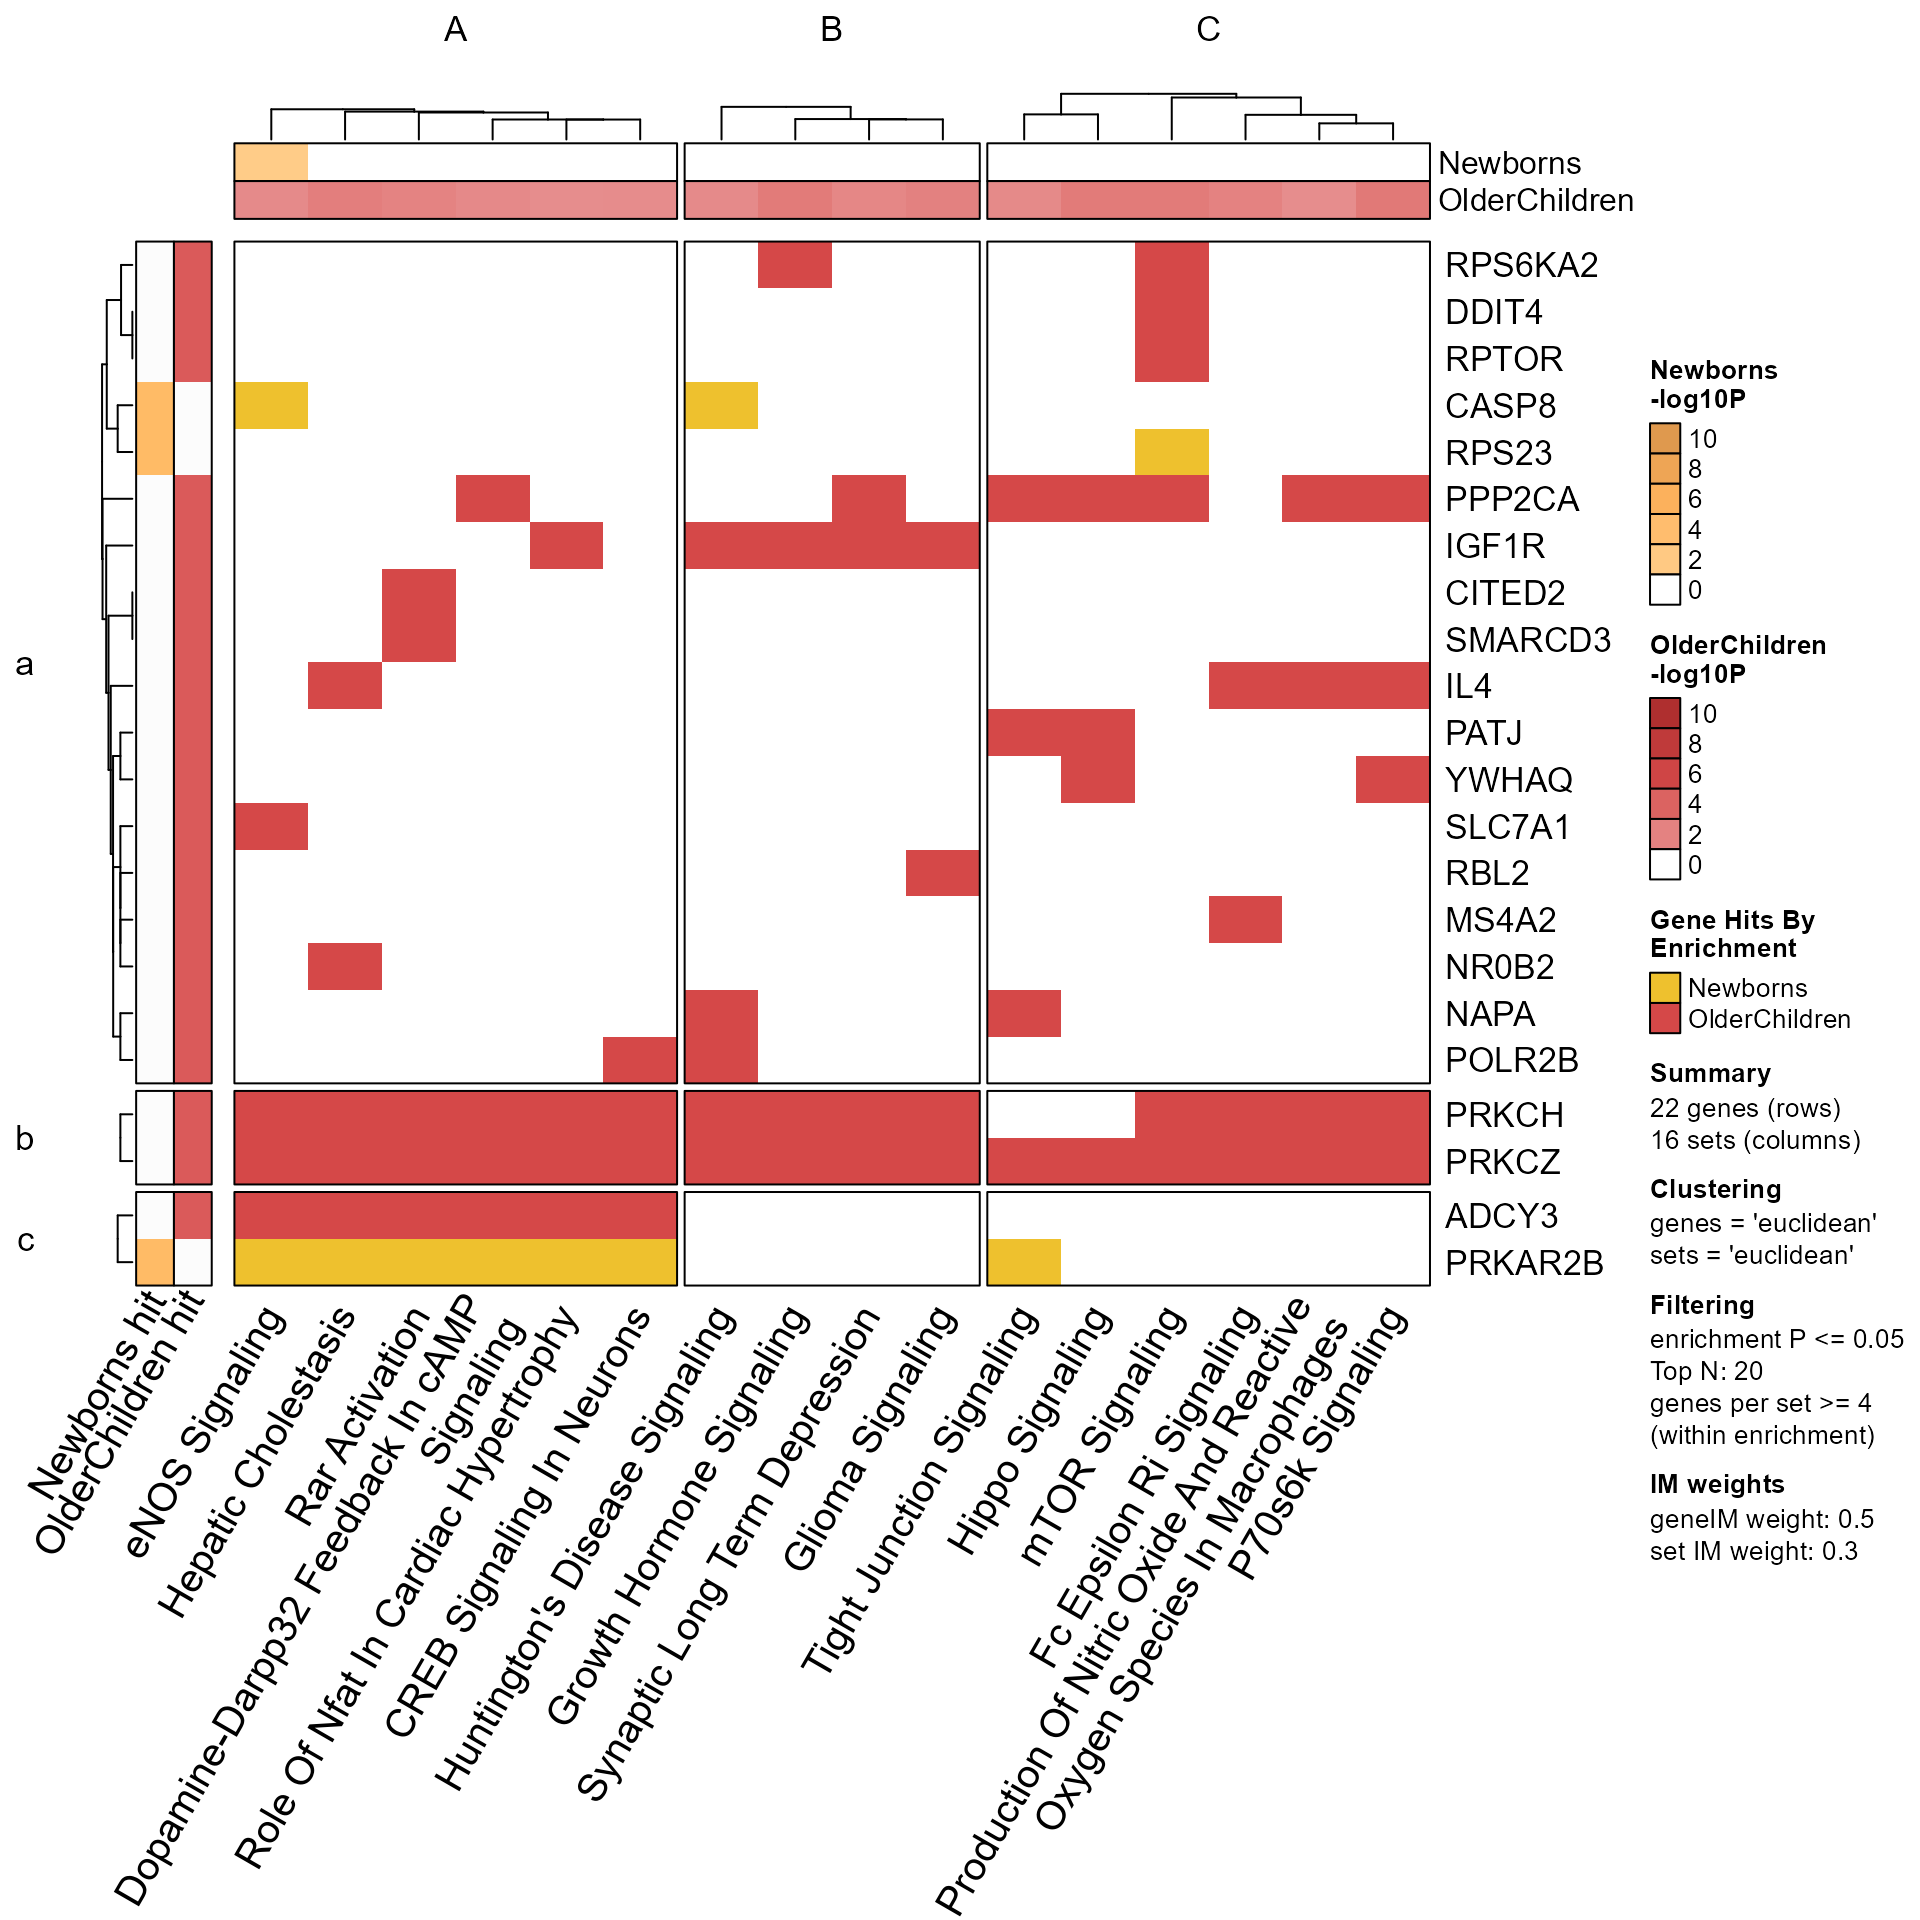 A
B
C
Newborns
OlderChildren
RPS6KA2
DDIT4
RPTOR
CASP8
RPS23
PPP2CA
IGF1R
CITED2
SMARCD3
IL4
PATJ
YWHAQ
SLC7A1
RBL2
MS4A2
NR0B2
NAPA
POLR2B
PRKCH
PRKCZ
ADCY3
PRKAR2B
a
b
c
Newborns hit
OlderChildren hit
eNOS Signaling
Hepatic Cholestasis
Rar Activation
Dopamine-Darpp32 Feedback In cAMP
Signaling
Role Of Nfat In Cardiac Hypertrophy
CREB Signaling In Neurons
Huntington's Disease Signaling
Growth Hormone Signaling
Synaptic Long Term Depression
Glioma Signaling
Tight Junction Signaling
Hippo Signaling
mTOR Signaling
Fc Epsilon Ri Signaling
Production Of Nitric Oxide And Reactive
Oxygen Species In Macrophages
P70s6k Signaling
Newborns
-log10P
10
8
6
4
2
0
OlderChildren
-log10P
10
8
6
4
2
0
Gene Hits By
Enrichment
Newborns
OlderChildren
Summary
22 genes (rows)
16 sets (columns)
Clustering
genes = 'euclidean'
sets = 'euclidean'
Filtering
enrichment P <= 0.05
Top N: 20
genes per set >= 4
(within enrichment)
IM weights
geneIM weight: 0.5
set IM weight: 0.3